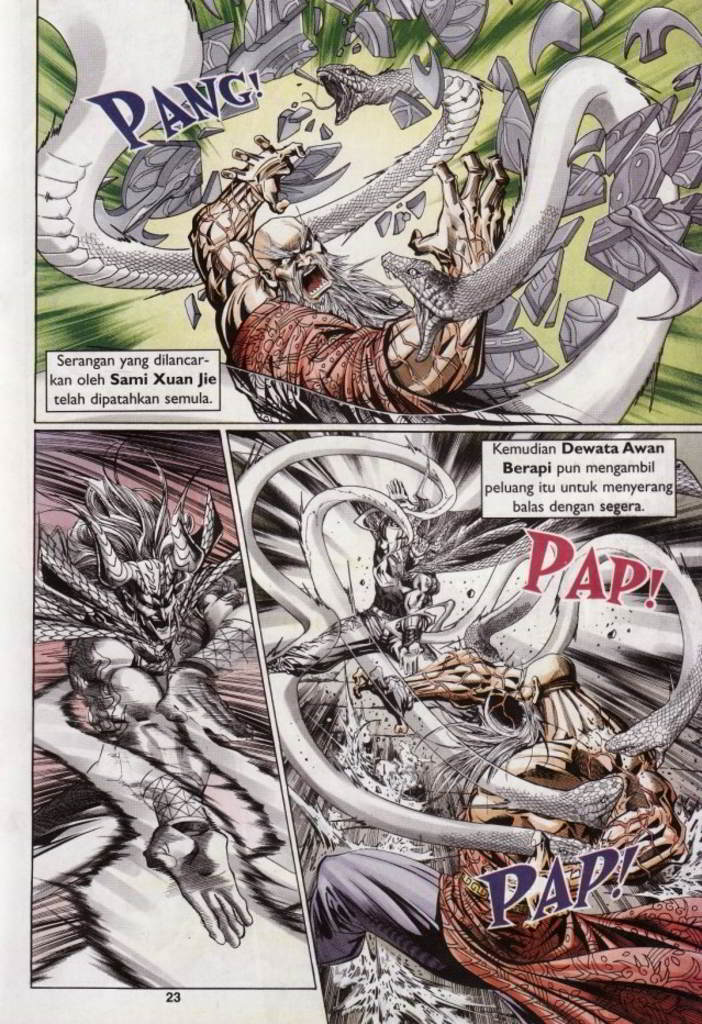 PANG!
Serangan yang dilancar-
kan oleh Sami Xuan Jie
telah dipatahkan semula.
Kemudian Dewata Awan
Berapi pun mengambil
peluang itu untuk menyerang
balas dengan segera.
PAP!
PAP!
23